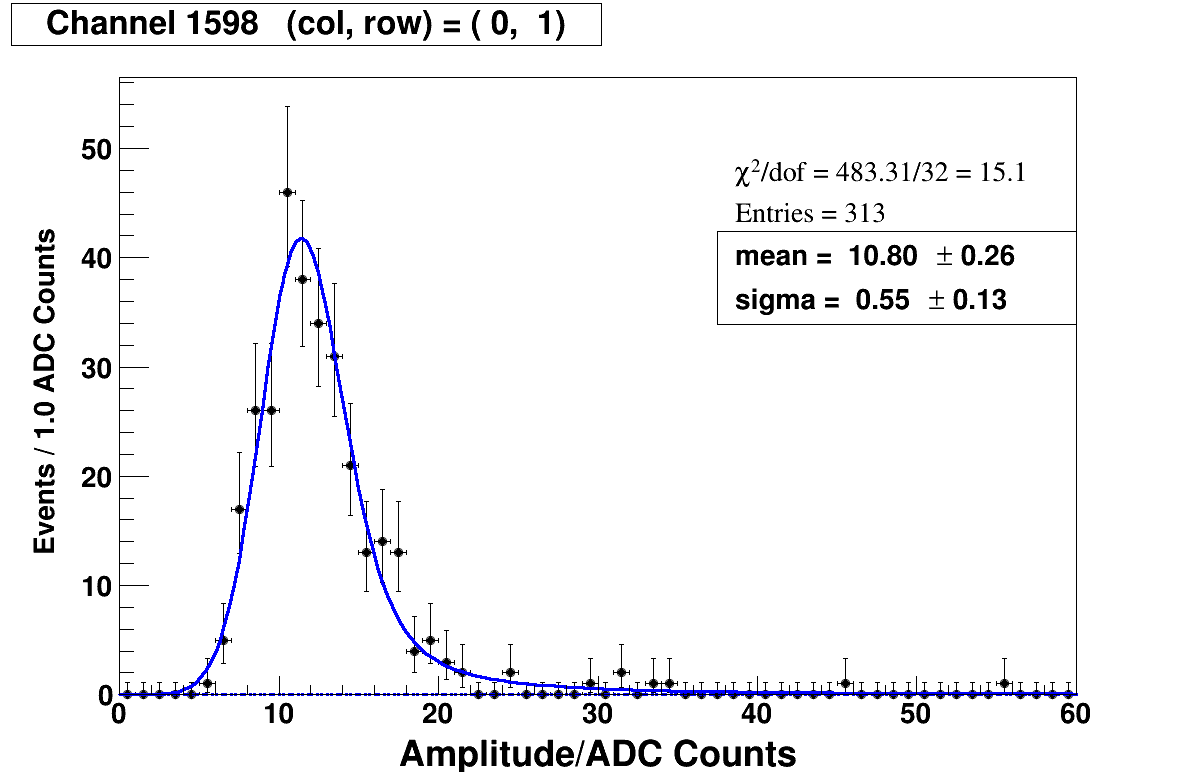 Channel 1598 (col, row) = ( 0, 1)
χ²/dof = 483.31/32 = 15.1
Entries = 313
mean = 10.80 ± 0.26
sigma = 0.55 ± 0.13
Events / 1.0 ADC Counts
50
40
30
20
10
0
0 10 20 30 40 50 60
Amplitude/ADC Counts